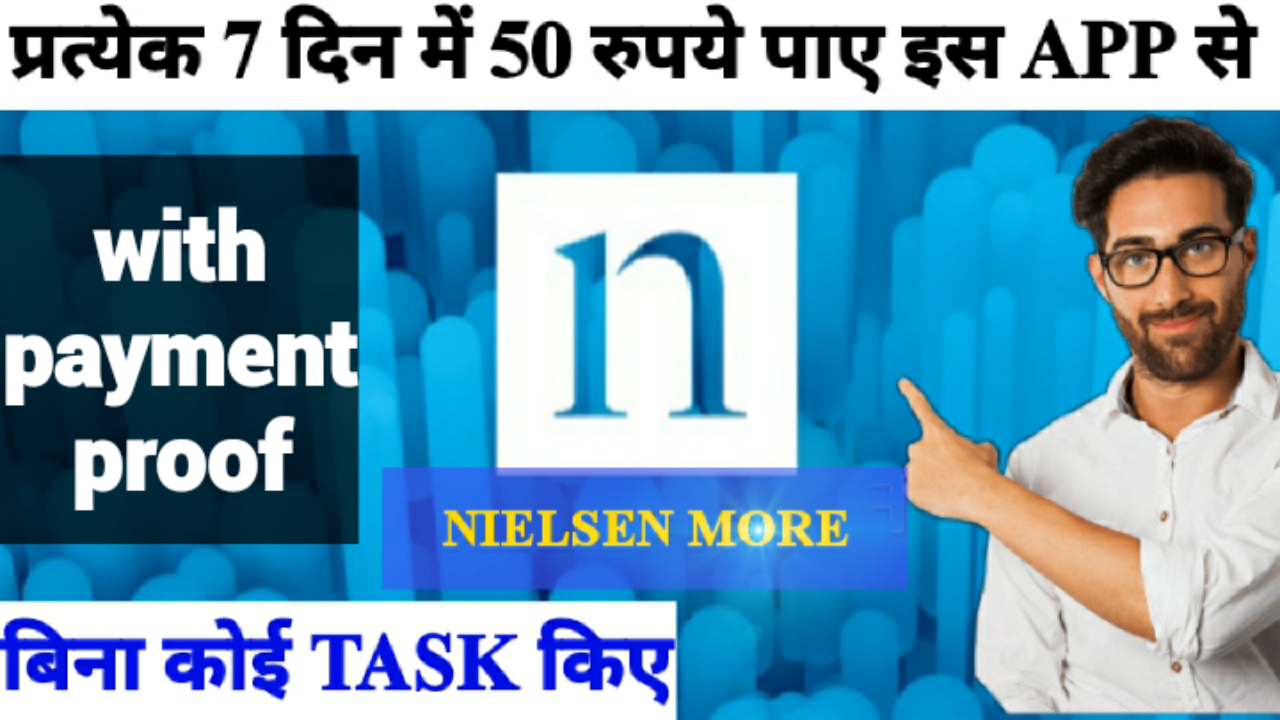 प्रत्येक 7 दिन में 50 रुपये पाए इस APP से
with
payment
proof
n
NIELSEN MORE
बिना कोई TASK किए